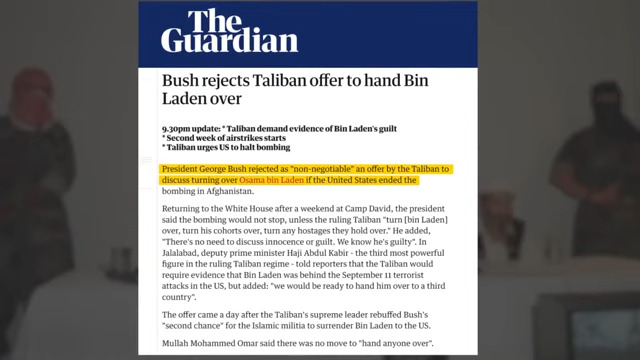 The
Guardian
Bush rejects Taliban offer to hand Bin
Laden over
9.30pm update: * Taliban demand evidence of Bin Laden's guilt
* Second week of airstrikes starts
* Taliban urges US to halt bombing
President George Bush rejected as "non-negotiable" an offer by the Taliban to
discuss turning over Osama bin Laden if the United States ended the
bombing in Afghanistan.
Returning to the White House after a weekend at Camp David, the
president said the bombing would not stop, unless the ruling Taliban "turn [bin Laden]
over, turn his cohorts over, turn any hostages they hold over." He added,
"There's no need to discuss innocence or guilt. We know he's guilty". In
Jalalabad, deputy prime minister Haji Abdul Kabir - the third most powerful
figure in the ruling Taliban regime - told reporters that the Taliban would
require evidence that Bin Laden was behind the September 11 terrorist
attacks in the US, but added: "we would be ready to hand him over to a third
country".
The offer came a day after the Taliban's supreme leader rebuffed Bush's
"second chance" for the Islamic militia to surrender Bin Laden to the US.
Mullah Mohammed Omar said there was no move to "hand anyone over".